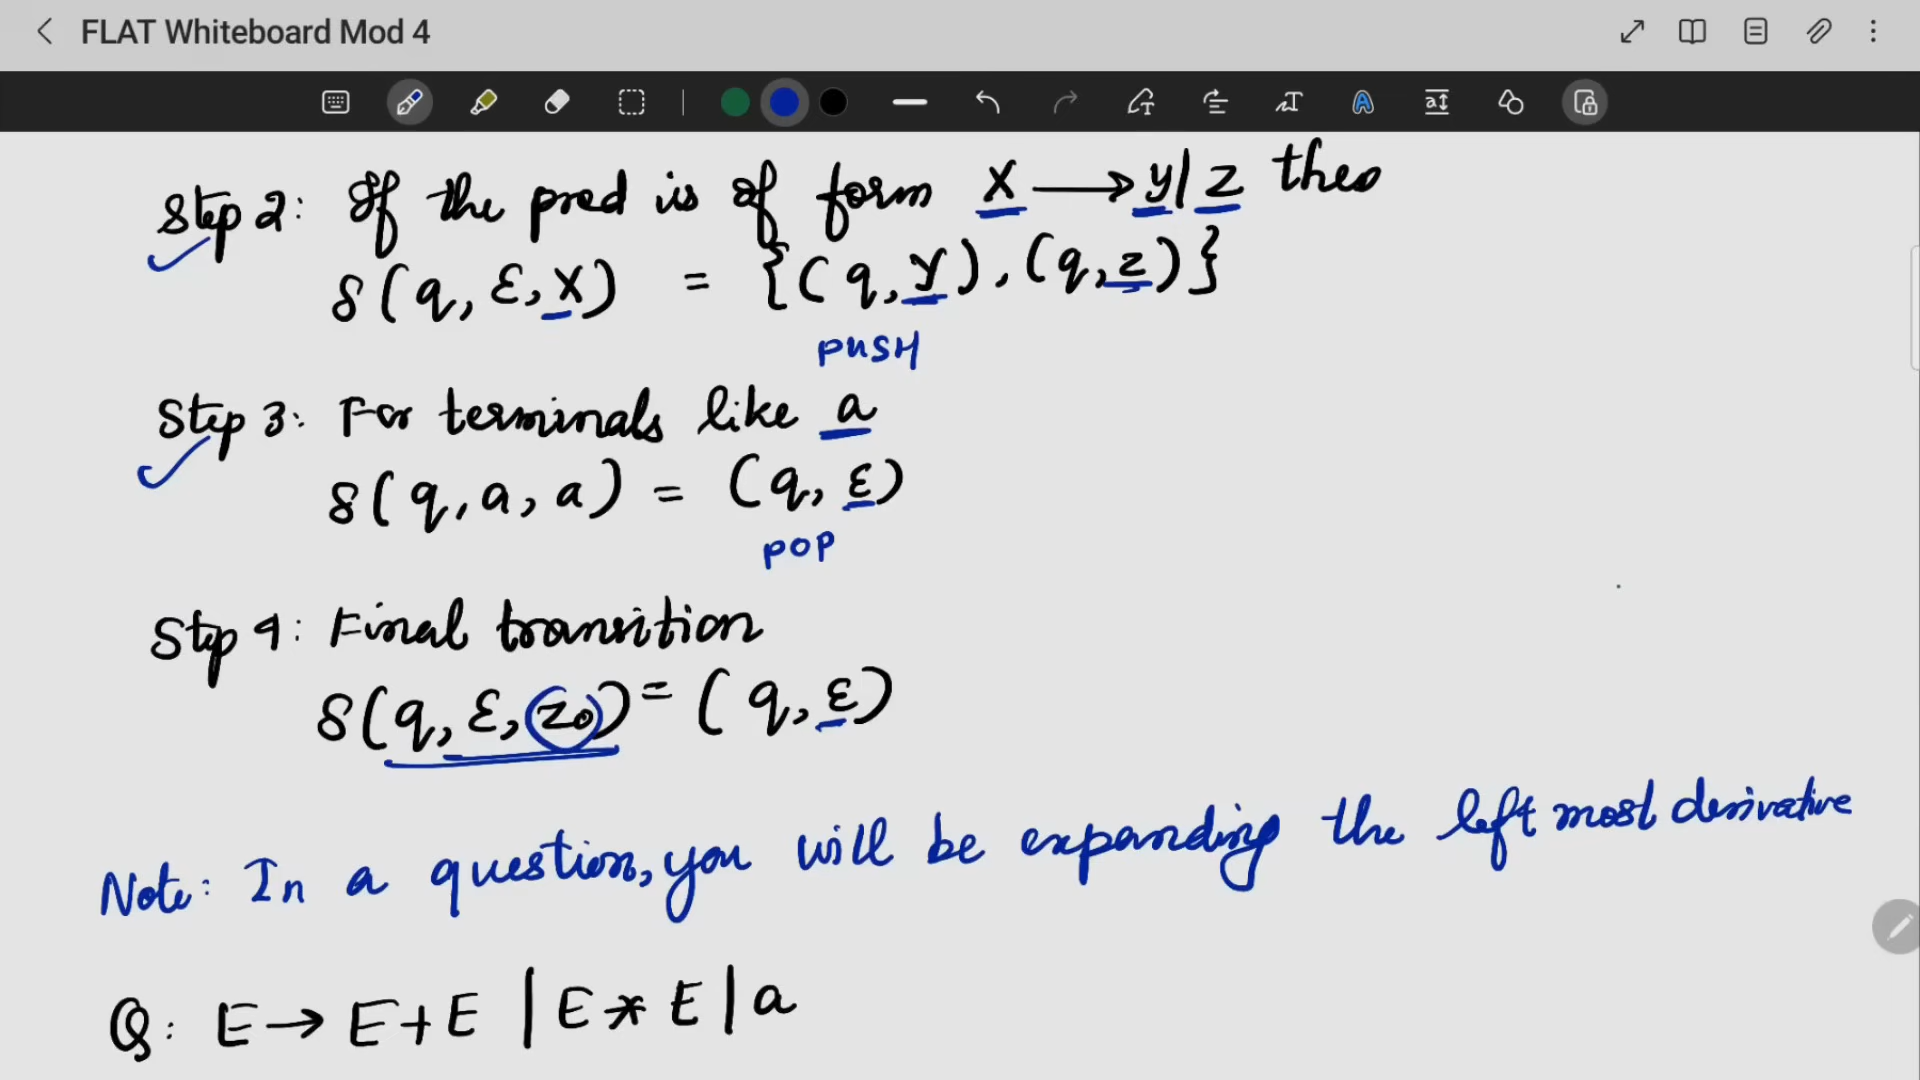 FLAT Whiteboard Mod 4
Step 2: If the prod is of form X → y | z then
δ(q, ε, X) = {(q, y), (q, z)}
PUSH
Step 3: For terminals like a
δ(q, a, a) = (q, ε)
POP
Step 4: Final transition
δ(q, ε, z0) = (q, ε)
Note: In a question, you will be expanding the left most derivative
Q: E → E + E | E * E | a